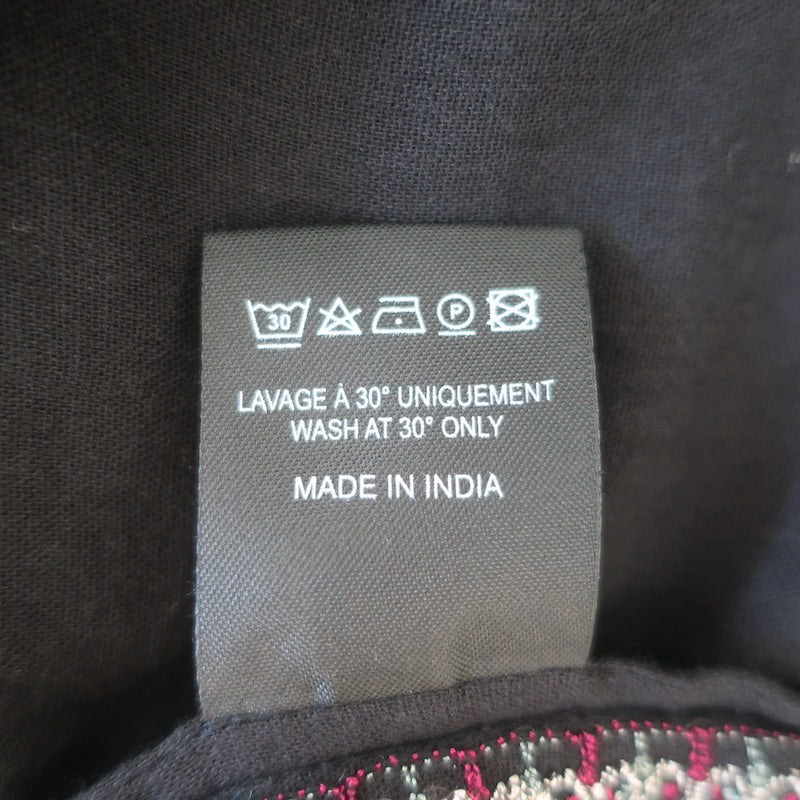 30 P
LAVAGE À 30° UNIQUEMENT
WASH AT 30° ONLY
MADE IN INDIA